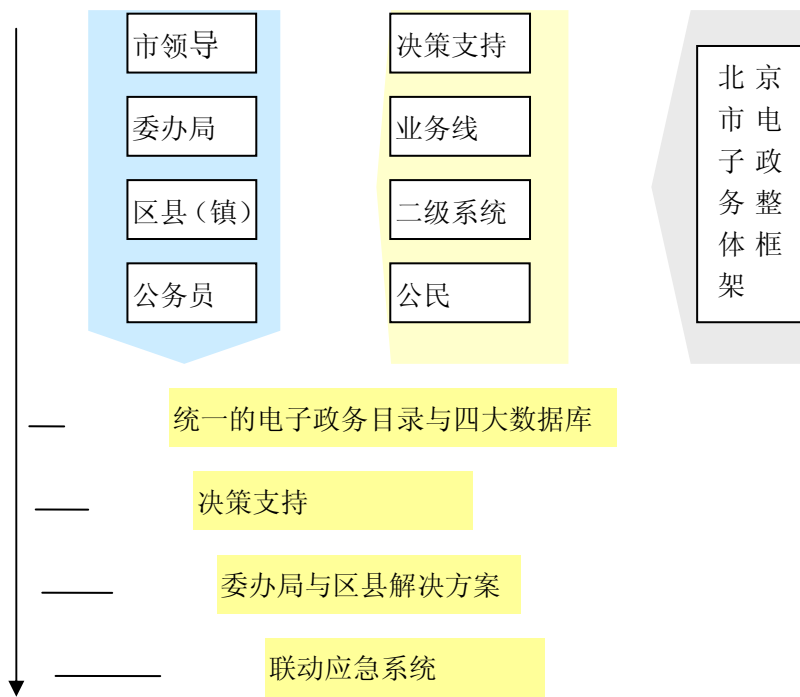 市领导
委办局
区县（镇）
公务员
决策支持
业务线
二级系统
公民
北京
市电
子政
务整
体框
架
统一的电子政务目录与四大数据库
决策支持
委办局与区县解决方案
联动应急系统